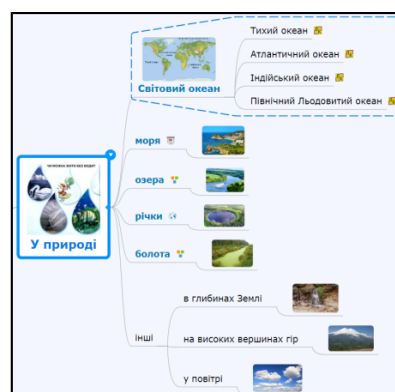 Тихий океан
Атлантичний океан
Індійський океан
Північний Льодовитий океан
Світовий океан
моря
озера
річки
болота
У природі
інші
в глибинах Землі
на високих вершинах гір
у повітрі